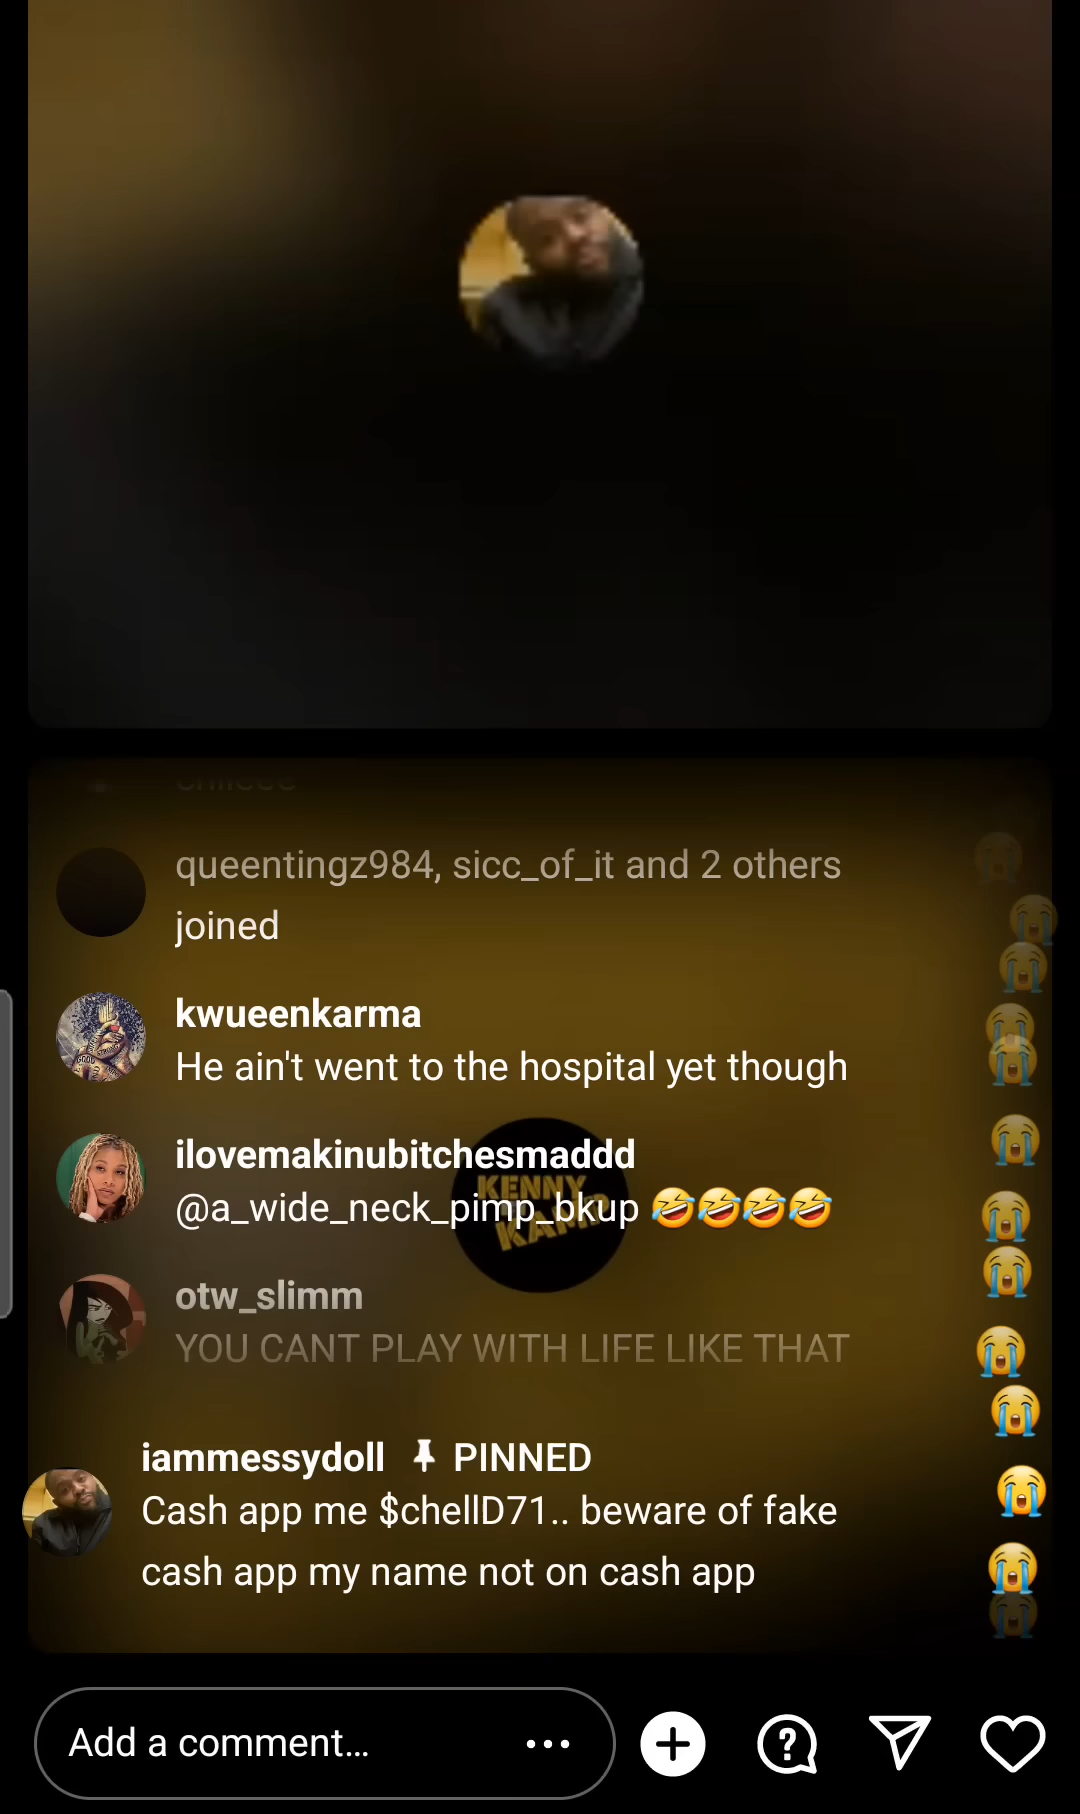 queentingz984, sicc_of_it and 2 others
joined
kwueenkarma
He ain't went to the hospital yet though
ilovemakinubitchesmaddd
@a_wide_neck_pimp_bkup 🤣🤣🤣🤣
KENNY
otw_slimm
YOU CANT PLAY WITH LIFE LIKE THAT
iammessydoll 📌 PINNED
Cash app me $chellD71.. beware of fake
cash app my name not on cash app
Add a comment...